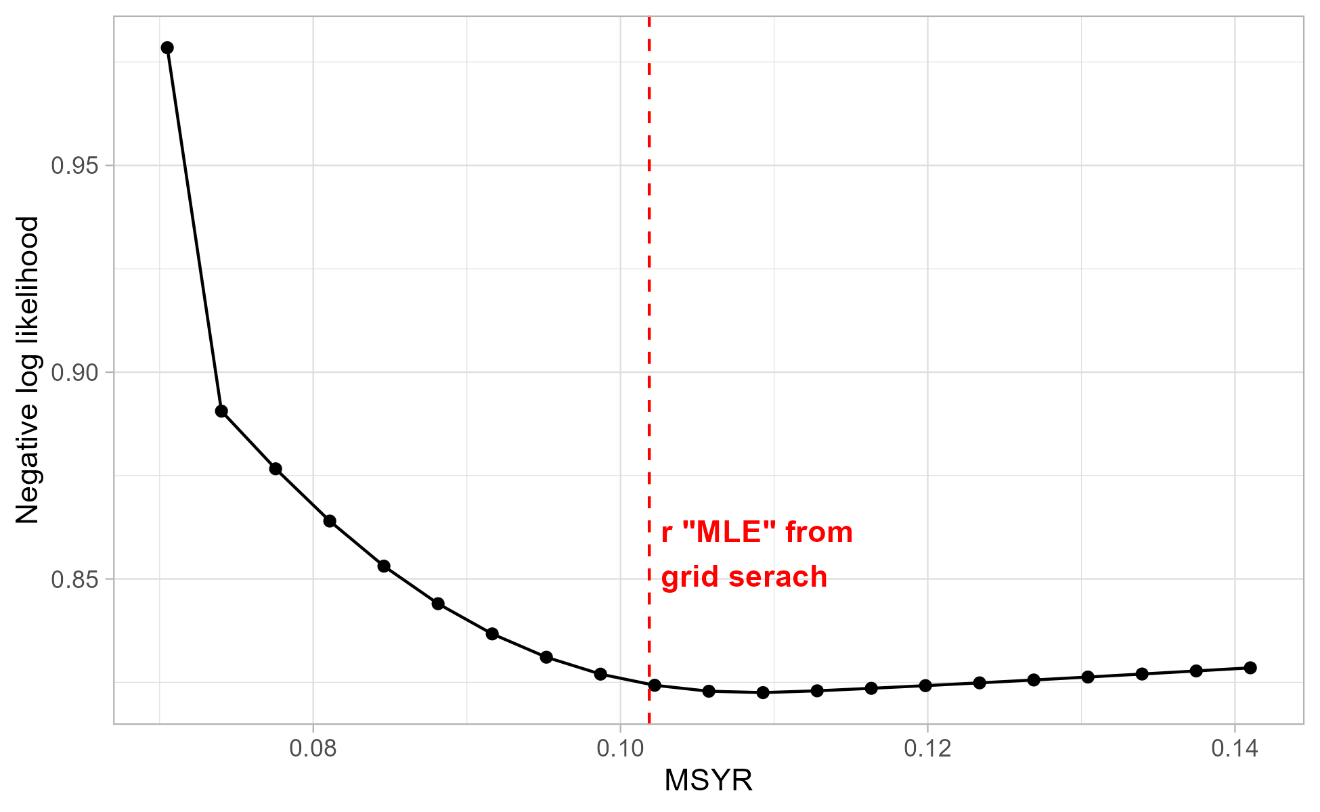 0.95
0.90
0.85
Negative log likelihood
r "MLE" from
grid serach
0.08
0.10
0.12
0.14
MSYR